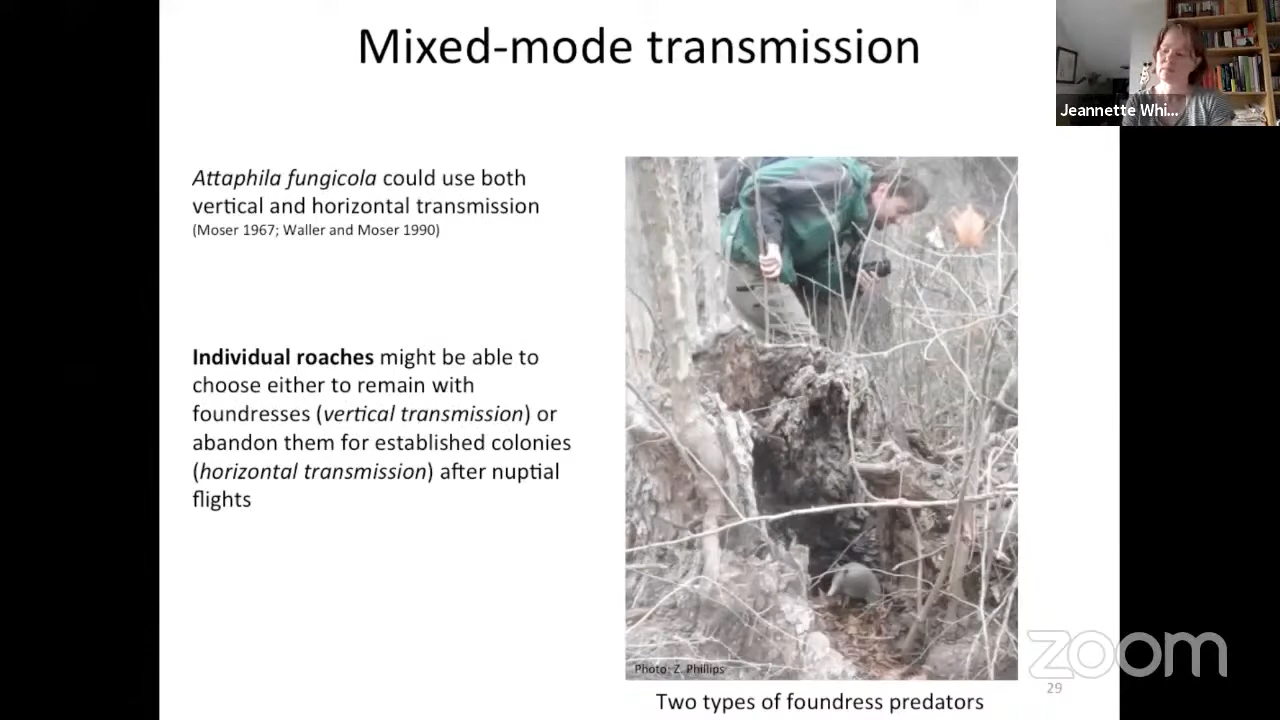 Mixed-mode transmission
Jeannette Whi...
Attaphila fungicola could use both
vertical and horizontal transmission
(Moser 1967; Waller and Moser 1990)
Individual roaches might be able to
choose either to remain with
foundresses (vertical transmission) or
abandon them for established colonies
(horizontal transmission) after nuptial
flights
Photo: Z. Phillips
Two types of foundress predators
zoom
29